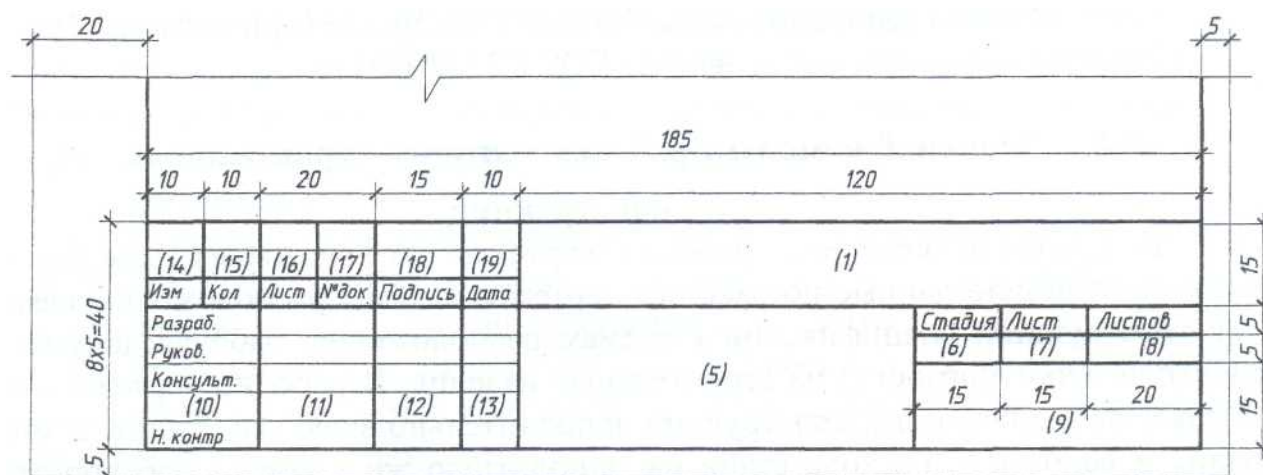 20 5
185
10 10 20 15 10 120
(14) (15) (16) (17) (18) (19) (1) 15
Изм Кол Лист №док Подпись Дата
8x5=40
Разраб. Стадия Лист Листов 5
Руков. (6) (7) (8) 5
Консульт. (5) 15 15 20
(10) (11) (12) (13) (9) 15
Н. контр
5